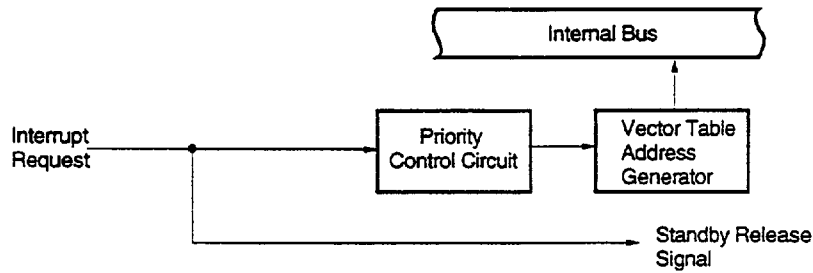 Internal Bus
Interrupt
Request
Priority
Control Circuit
Vector Table
Address
Generator
Standby Release
Signal